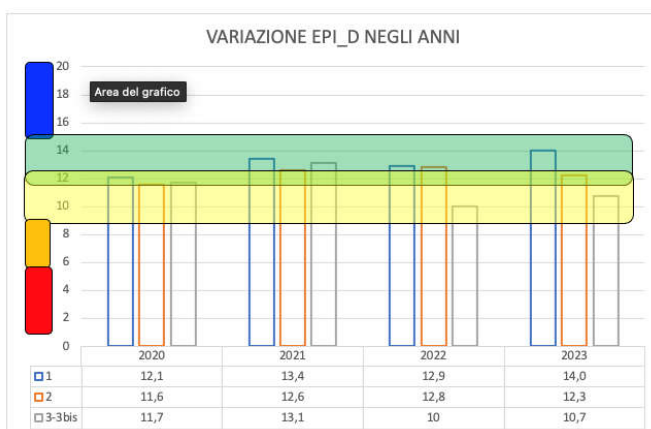 VARIAZIONE EPI_D NEGLI ANNI
20
18
Area del grafico
16
14
12
10
8
6
4
2
0
2020 2021 2022 2023
1 12,1 13,4 12,9 14,0
2 11,6 12,6 12,8 12,3
3-3bis 11,7 13,1 10 10,7